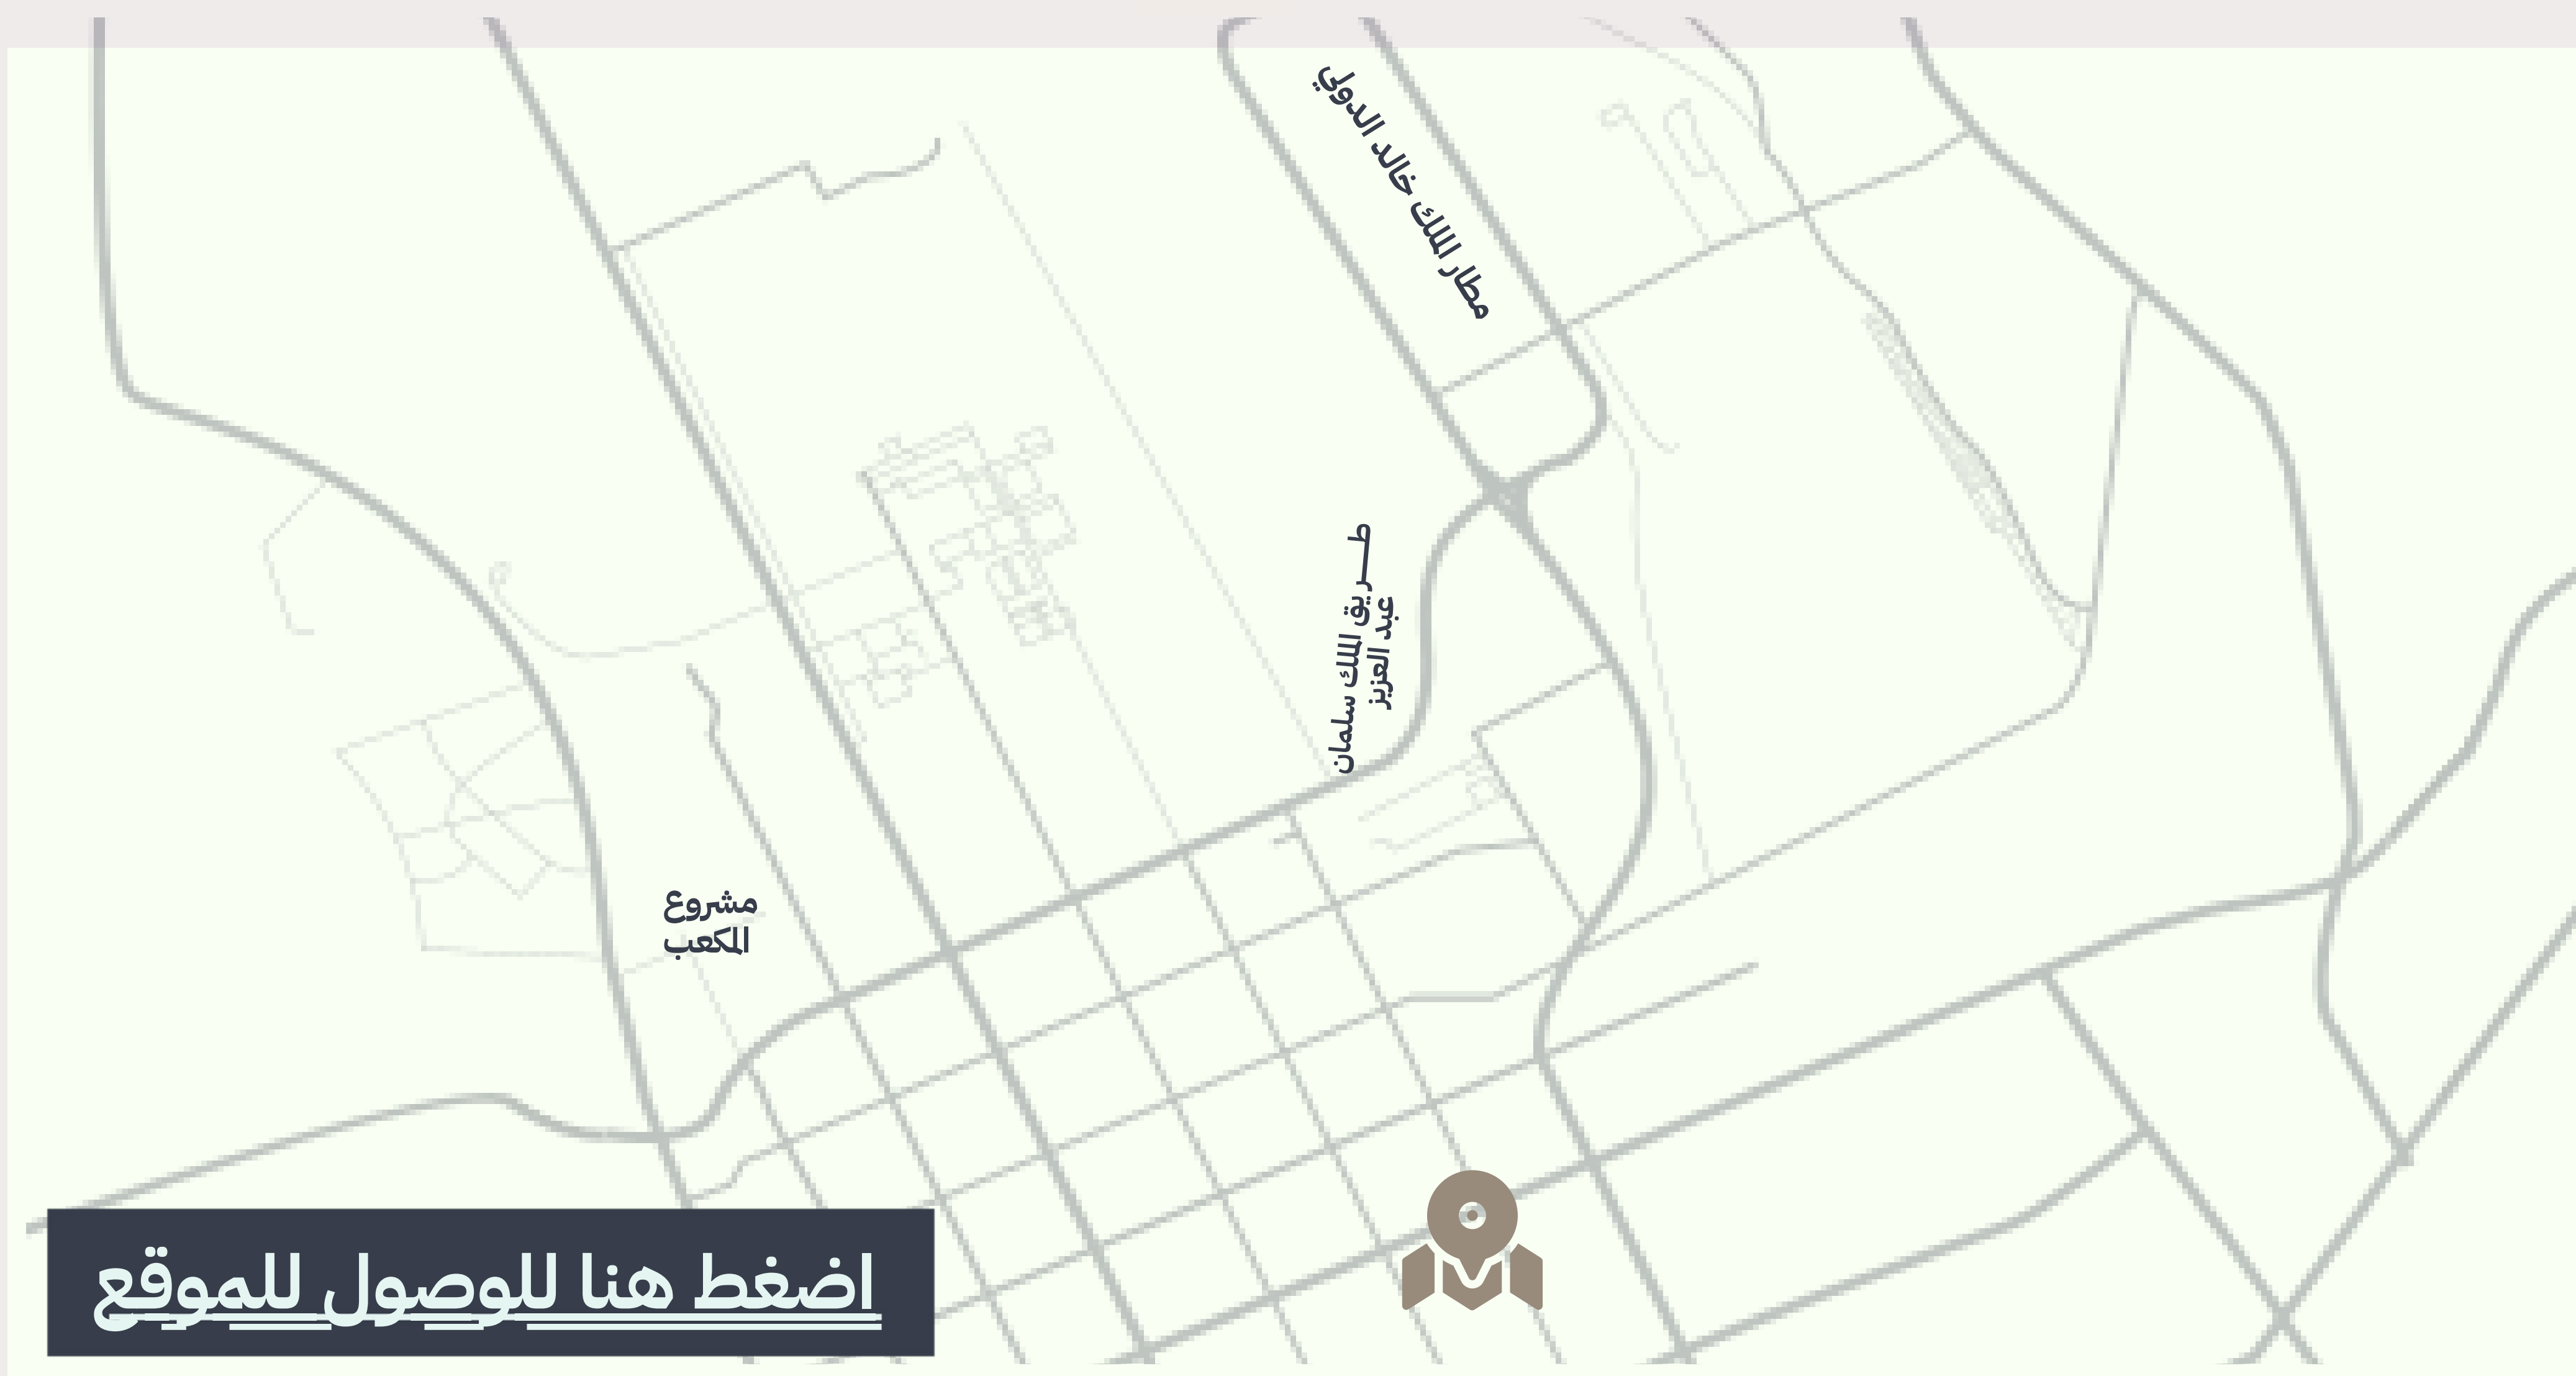 مطار الملك خالد الدولي
طـــريق الملك سلمان
عبد العزيز
مشروع
المكعب
اضغط هنا للوصول للموقع